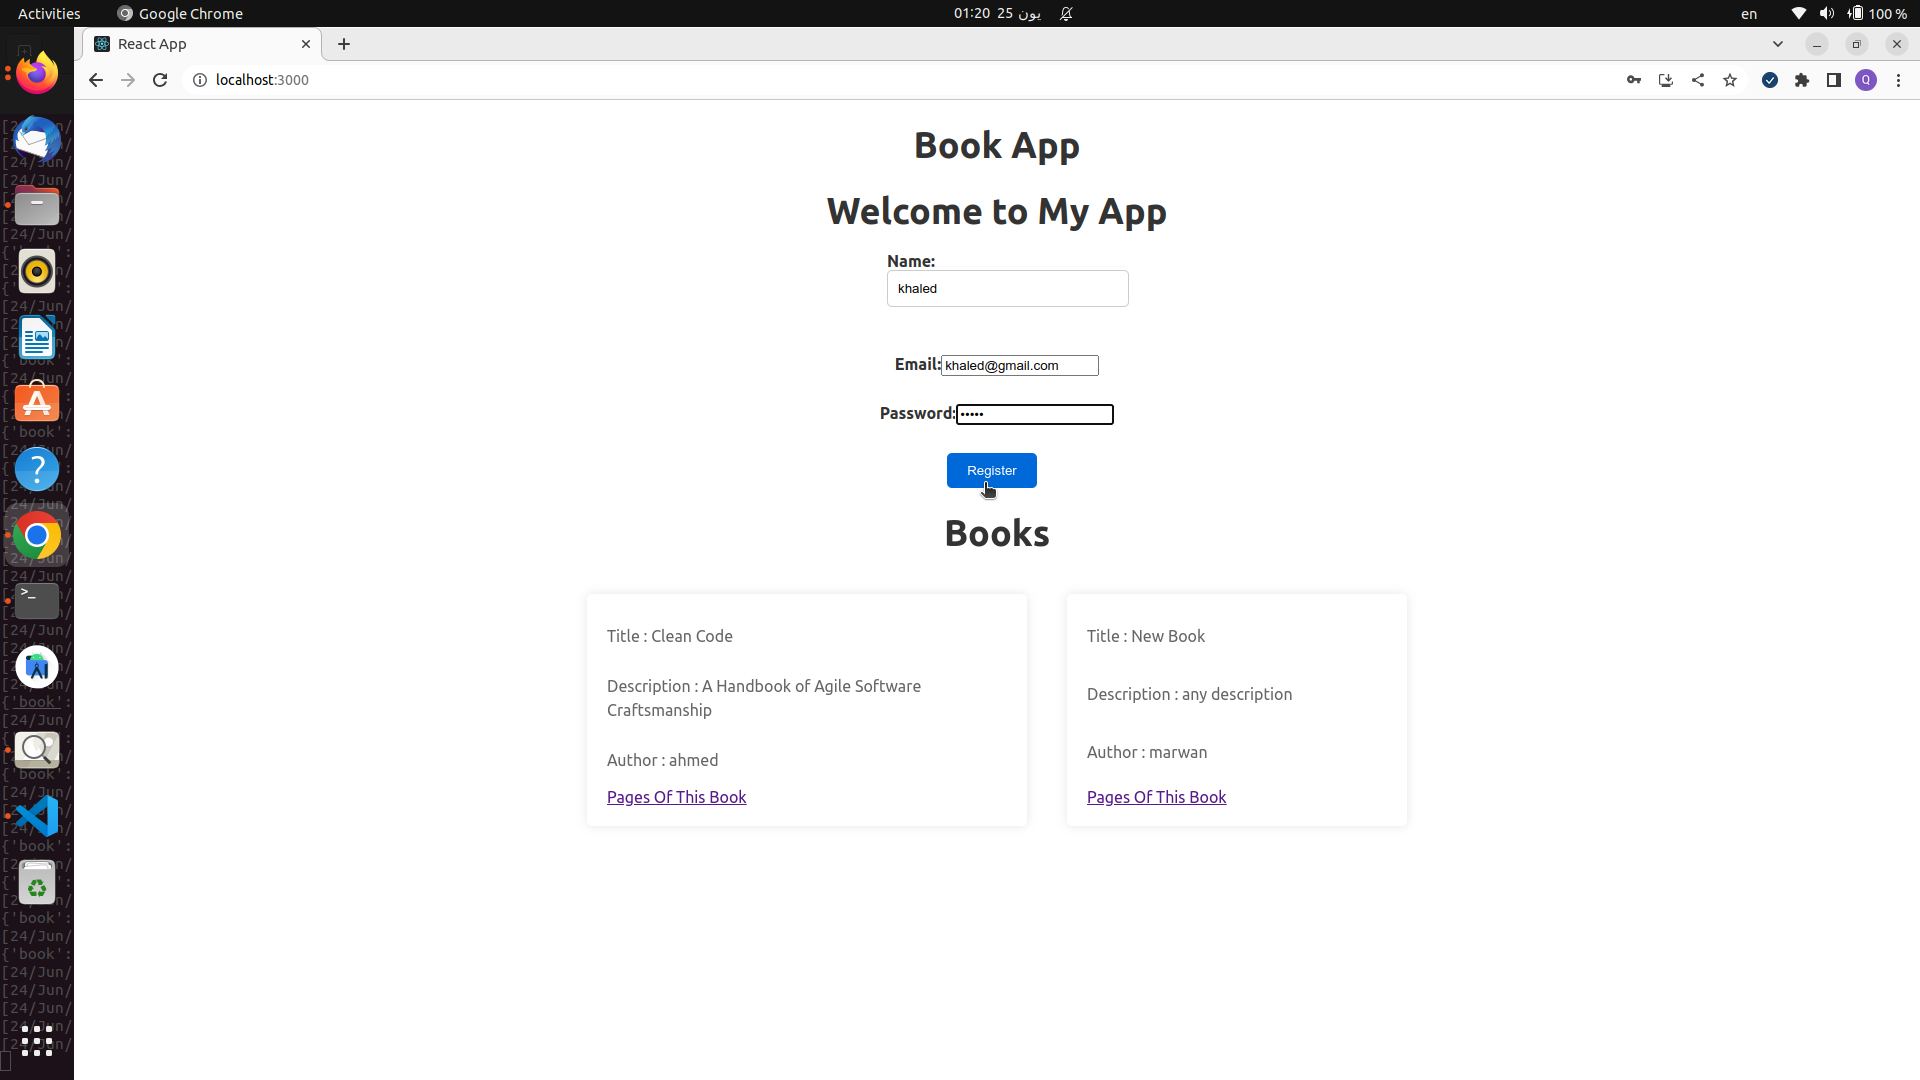 Activities
Google Chrome
01:20 25 يون
en
100 %
React App
localhost:3000
Q
Book App
Welcome to My App
Name:
khaled
Email:
khaled@gmail.com
Password:
•••••
Register
Books
Title : Clean Code
Description : A Handbook of Agile Software
Craftsmanship
Author : ahmed
Pages Of This Book
Title : New Book
Description : any description
Author : marwan
Pages Of This Book